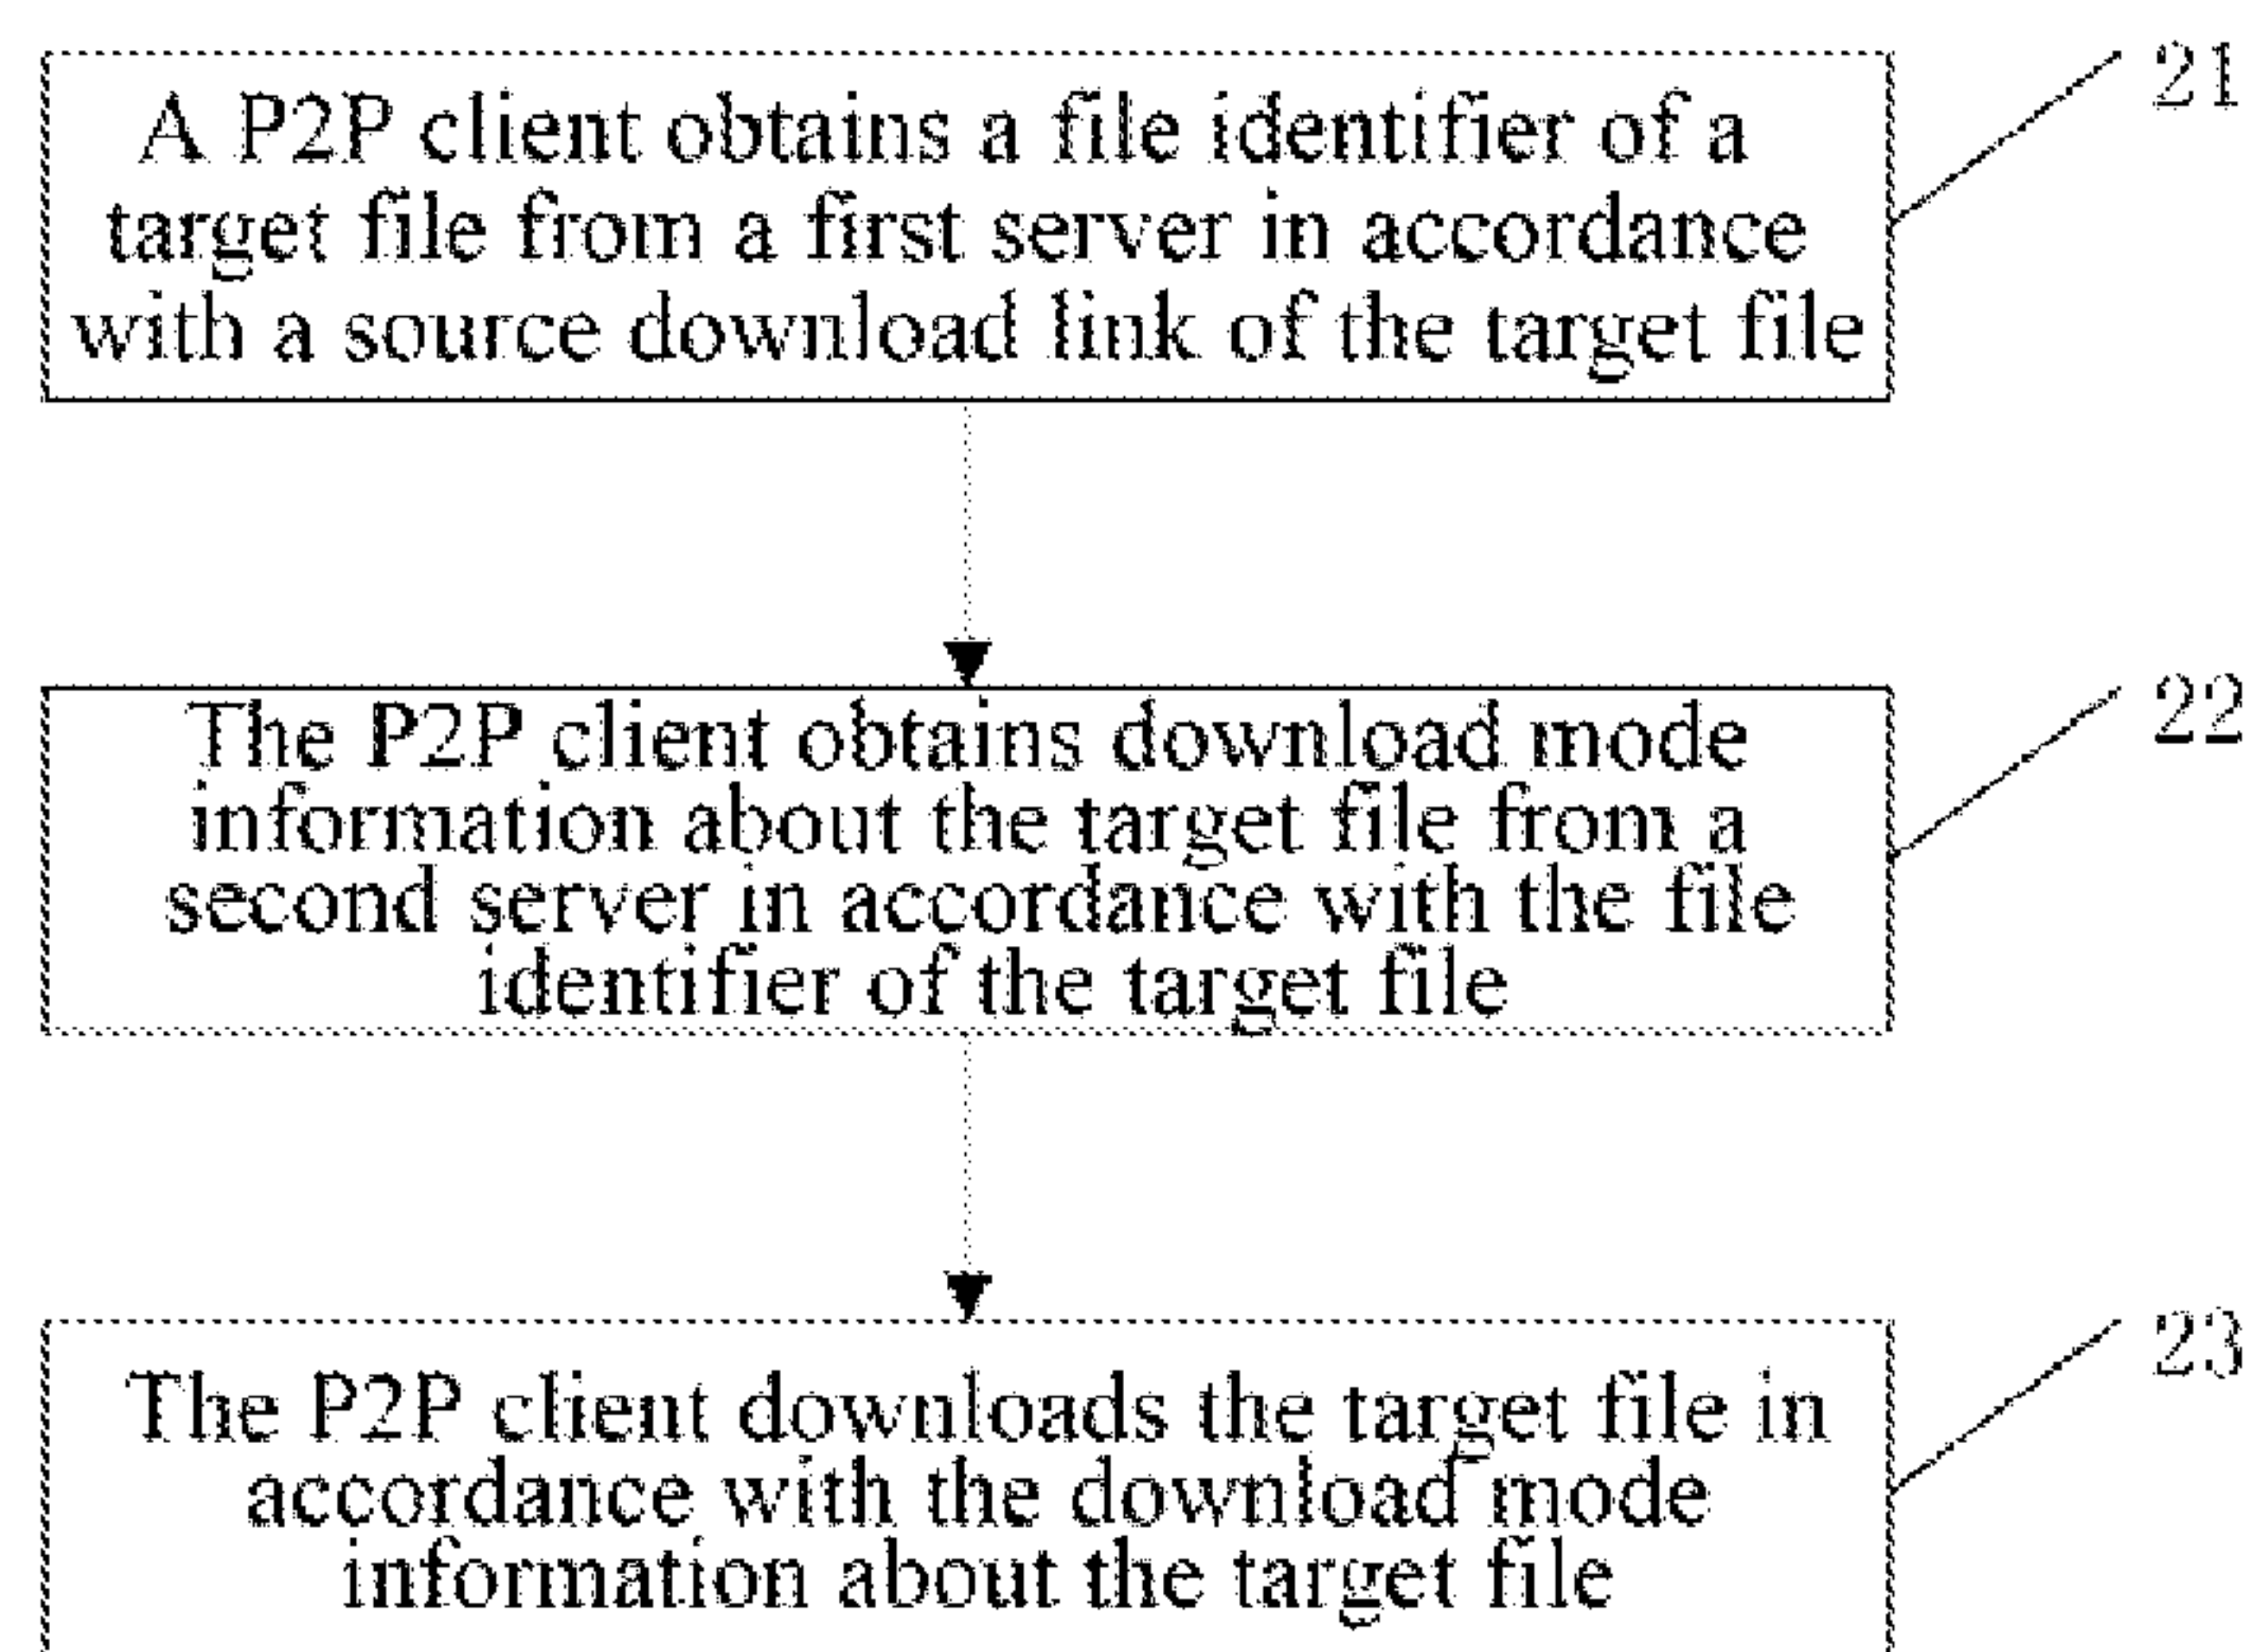 A P2P client obtains a file identifier of a
target file from a first server in accordance
with a source download link of the target file
21
The P2P client obtains download mode
information about the target file from a
second server in accordance with the file
identifier of the target file
22
The P2P client downloads the target file in
accordance with the download mode
information about the target file
23